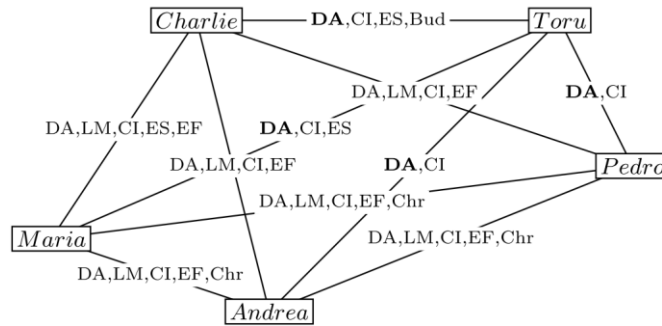 Charlie
DA,CI,ES,Bud
Toru
DA,LM,CI,EF
DA,CI
DA,LM,CI,ES,EF
DA,CI,ES
DA,LM,CI,EF
DA,CI
Pedro
DA,LM,CI,EF,Chr
Maria
DA,LM,CI,EF,Chr
DA,LM,CI,EF,Chr
Andrea